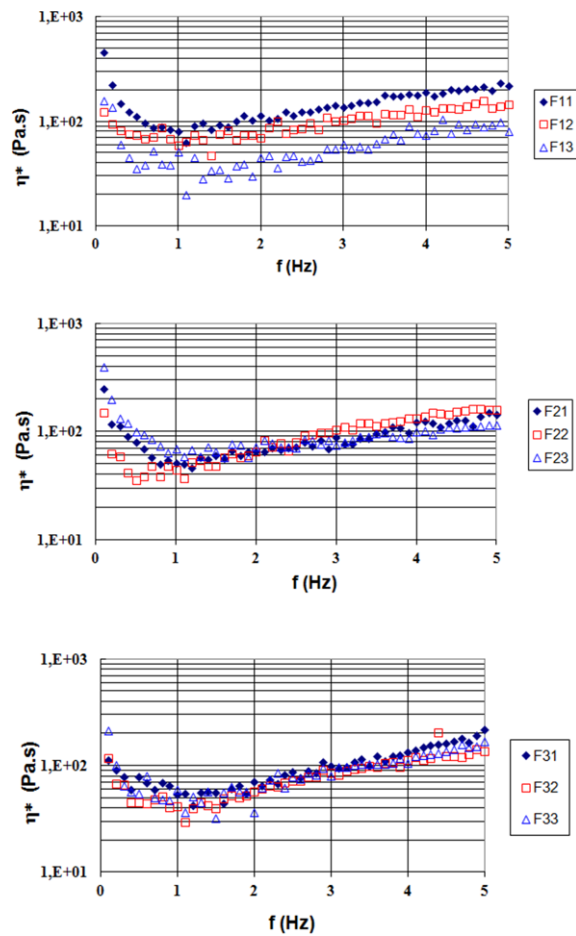 1,E+03
1,E+02
1,E+01
η* (Pa.s)
0 1 2 3 4 5
f (Hz)
F11
F12
F13
1,E+03
1,E+02
1,E+01
η* (Pa.s)
0 1 2 3 4 5
f (Hz)
F21
F22
F23
1,E+03
1,E+02
1,E+01
η* (Pa.s)
0 1 2 3 4 5
f (Hz)
F31
F32
F33